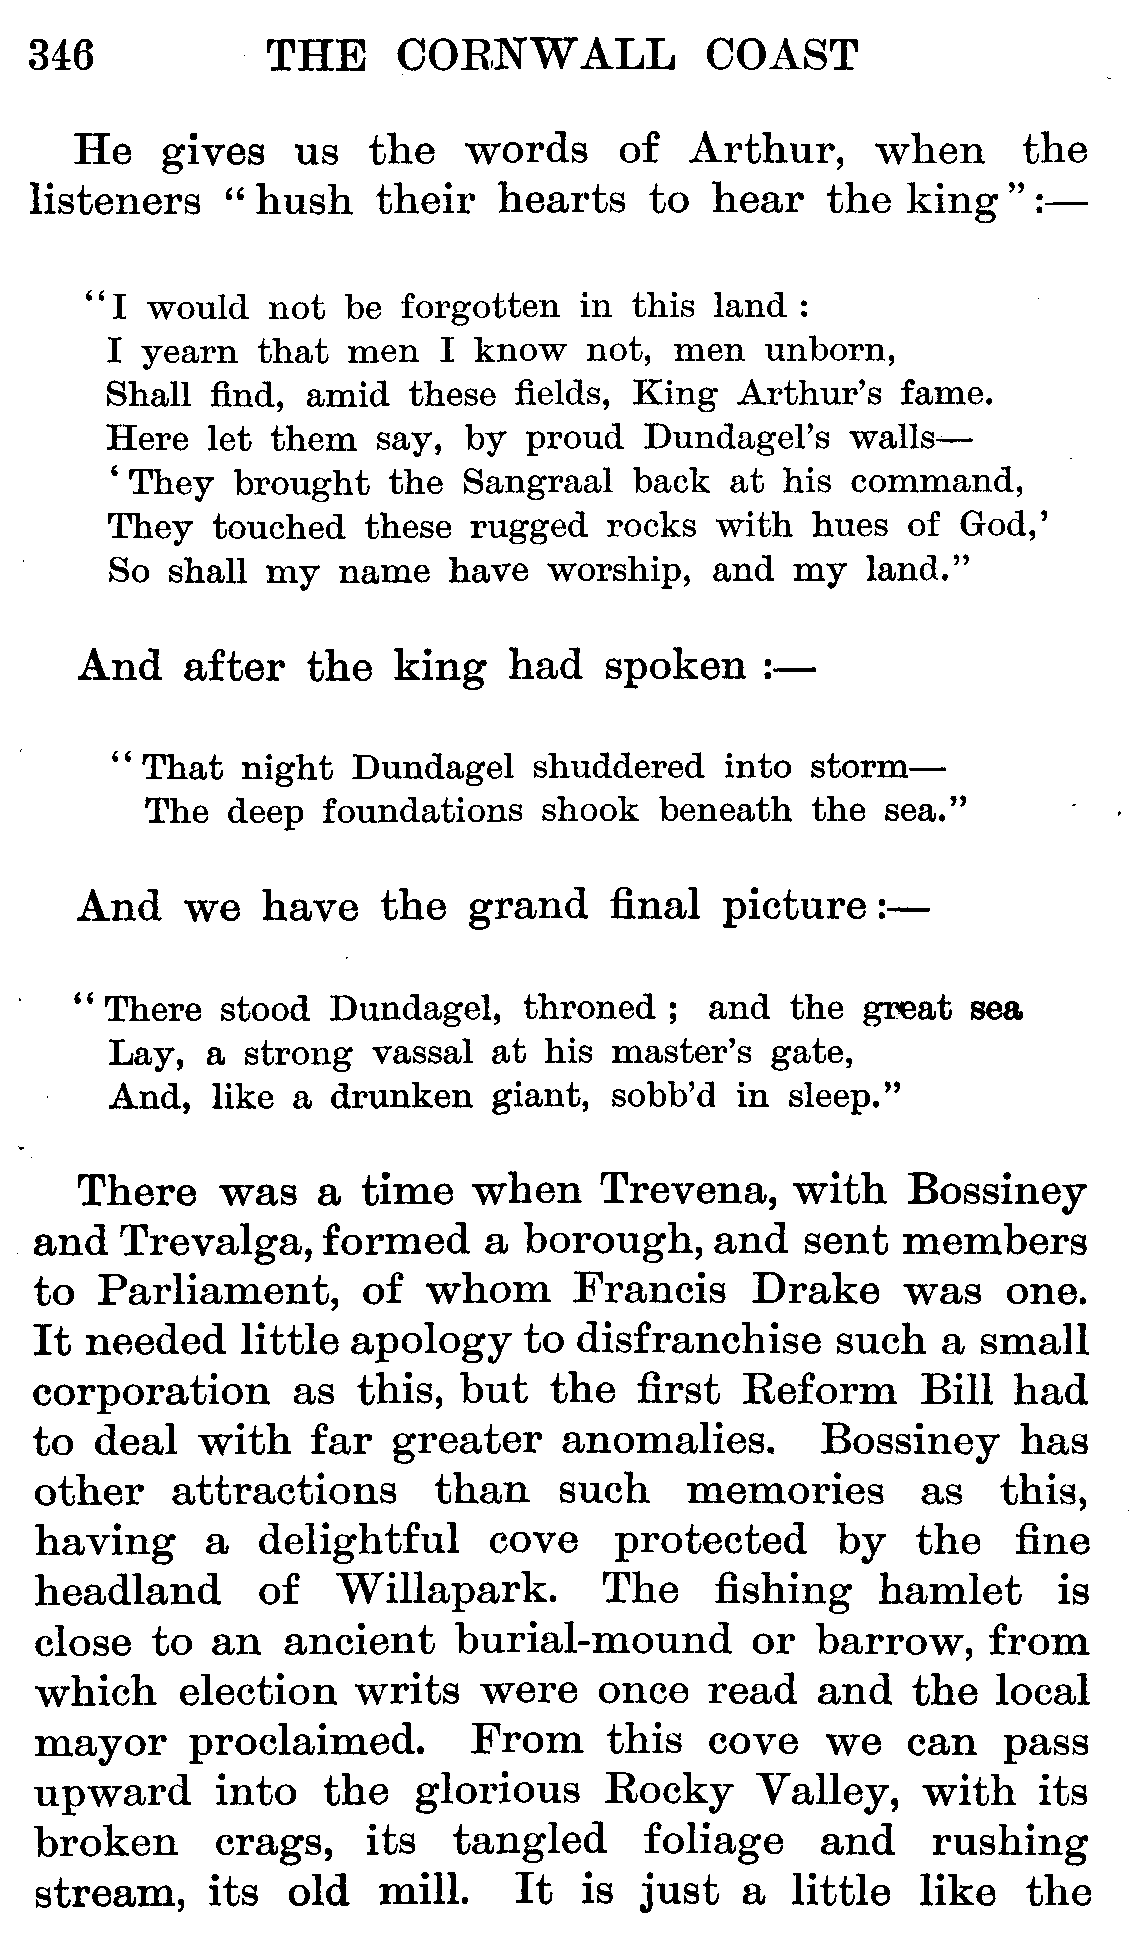 346 THE CORNWALL COAST
He gives us the words of Arthur, when the
listeners “hush their hearts to hear the king”:—
“I would not be forgotten in this land :
I yearn that men I know not, men unborn,
Shall find, amid these fields, King Arthur’s fame.
Here let them say, by proud Dundagel’s walls—
‘They brought the Sangraal back at his command,
They touched these rugged rocks with hues of God,’
So shall my name have worship, and my land.”
And after the king had spoken :—
“That night Dundagel shuddered into storm—
The deep foundations shook beneath the sea.”
And we have the grand final picture:—
“There stood Dundagel, throned ; and the great sea
Lay, a strong vassal at his master’s gate,
And, like a drunken giant, sobb’d in sleep.”
There was a time when Trevena, with Bossiney
and Trevalga, formed a borough, and sent members
to Parliament, of whom Francis Drake was one.
It needed little apology to disfranchise such a small
corporation as this, but the first Reform Bill had
to deal with far greater anomalies. Bossiney has
other attractions than such memories as this,
having a delightful cove protected by the fine
headland of Willapark. The fishing hamlet is
close to an ancient burial-mound or barrow, from
which election writs were once read and the local
mayor proclaimed. From this cove we can pass
upward into the glorious Rocky Valley, with its
broken crags, its tangled foliage and rushing
stream, its old mill. It is just a little like the